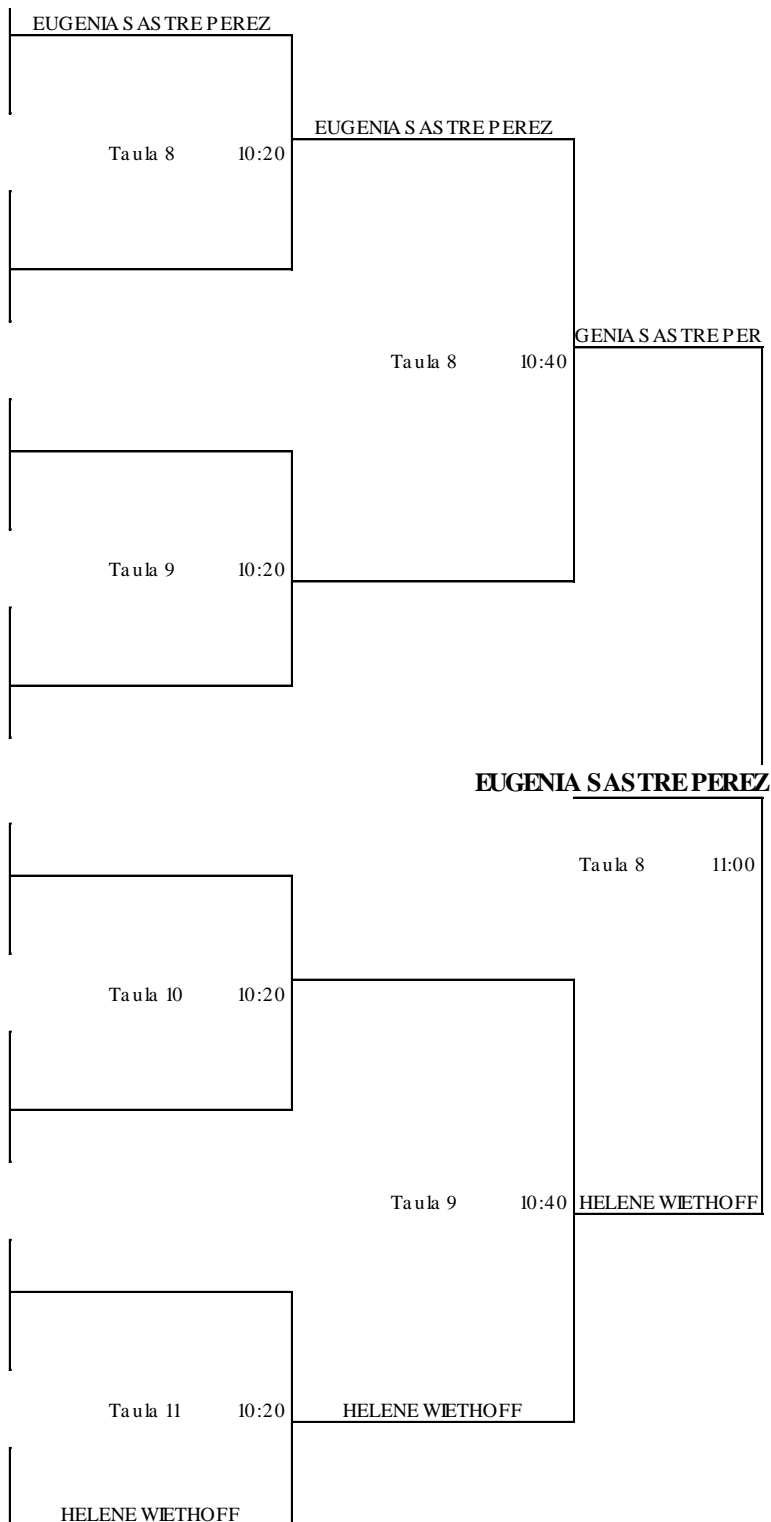 EUGENIA SASTRE PEREZ
EUGENIA SASTRE PEREZ
Taula 8 10:20
GENIA SASTRE PER
Taula 8 10:40
Taula 9 10:20
EUGENIA SASTRE PEREZ
Taula 8 11:00
Taula 10 10:20
Taula 9 10:40 HELENE WIETHOFF
Taula 11 10:20 HELENE WIETHOFF
HELENE WIETHOFF